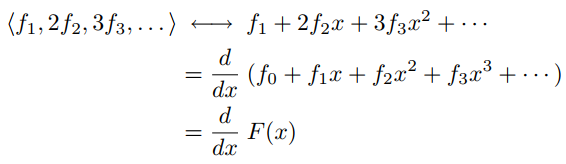 ⟨f₁, 2f₂, 3f₃, . . .⟩ ⟷ f₁ + 2f₂x + 3f₃x² + · · ·
= d/dx (f₀ + f₁x + f₂x² + f₃x³ + · · · )
= d/dx F(x)